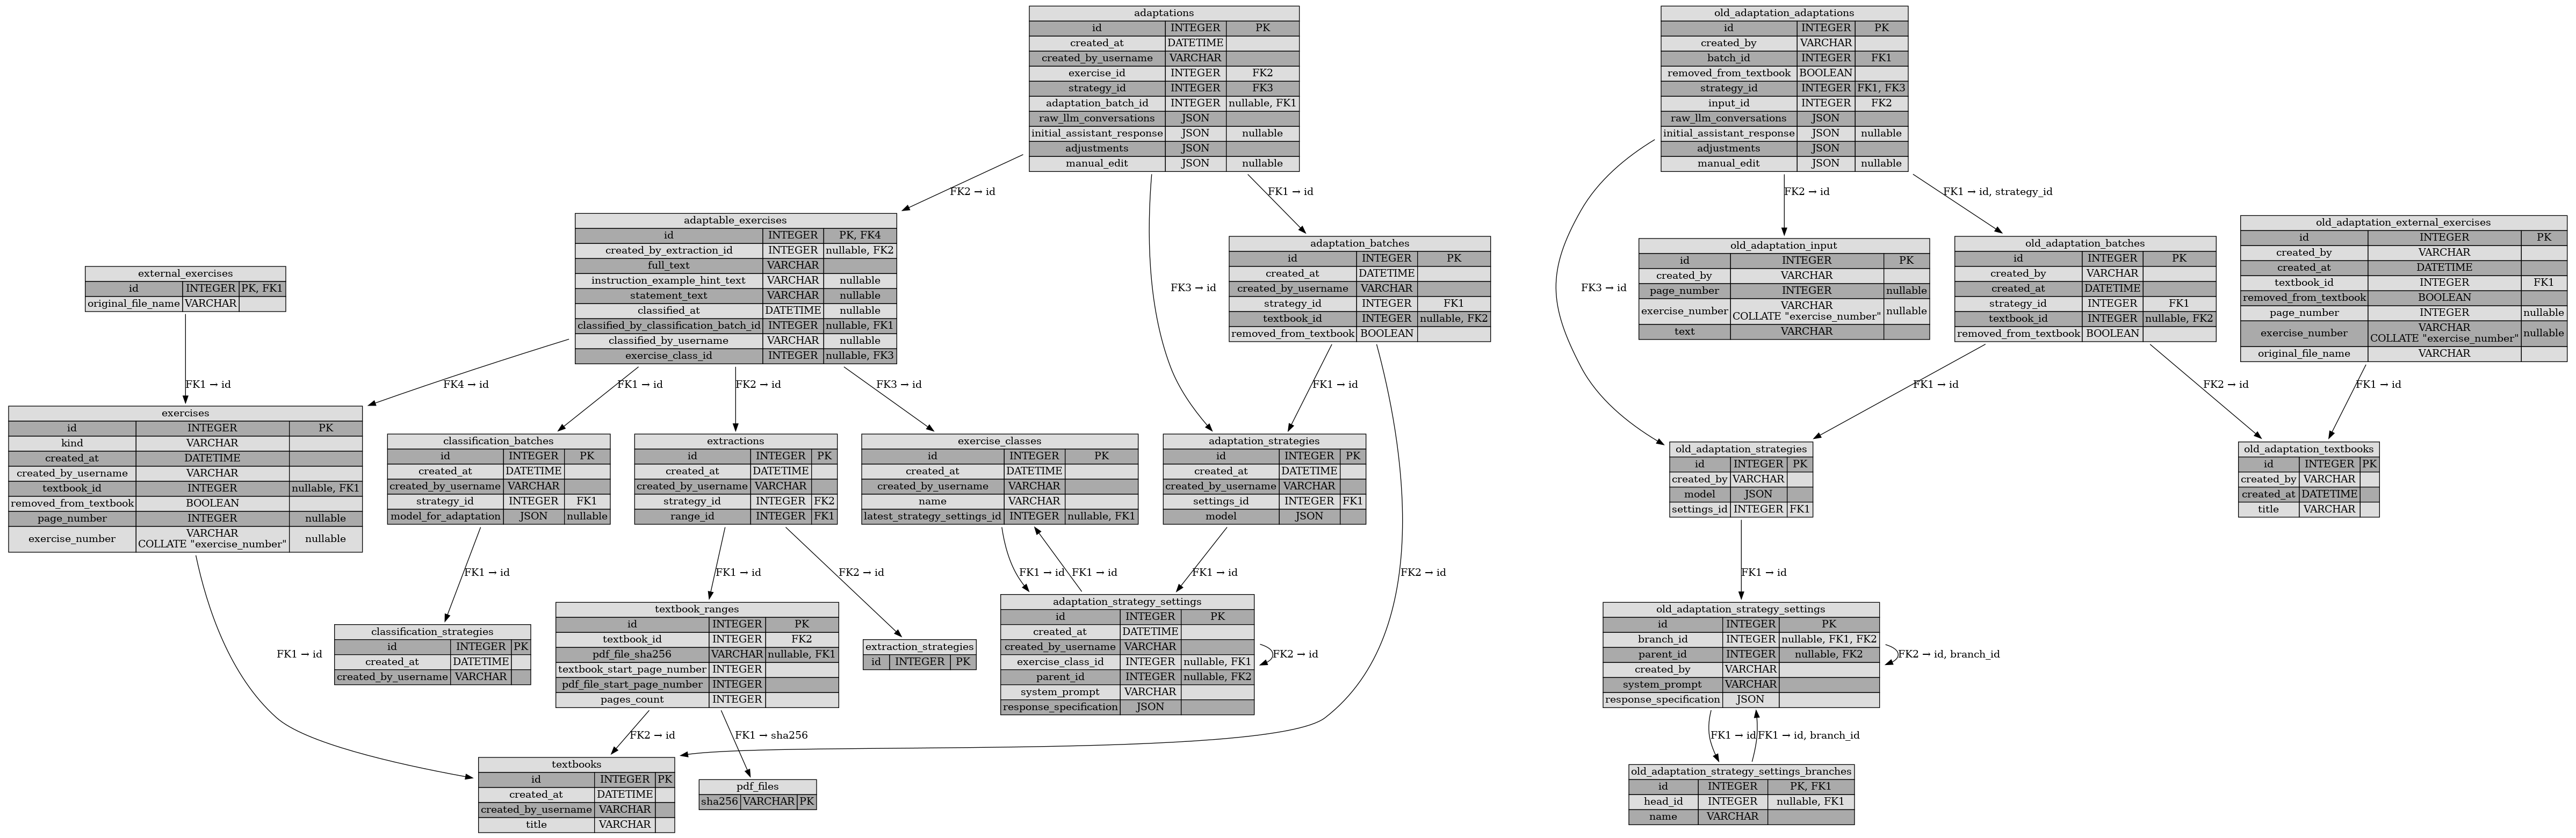 adaptations
id INTEGER PK
created_at DATETIME
created_by_username VARCHAR
exercise_id INTEGER FK2
strategy_id INTEGER FK3
adaptation_batch_id INTEGER nullable, FK1
raw_llm_conversations JSON
initial_assistant_response JSON nullable
adjustments JSON
manual_edit JSON nullable
old_adaptation_adaptations
id INTEGER PK
created_by VARCHAR
batch_id INTEGER FK1
removed_from_textbook BOOLEAN
strategy_id INTEGER FK1, FK3
input_id INTEGER FK2
raw_llm_conversations JSON
initial_assistant_response JSON nullable
adjustments JSON
manual_edit JSON nullable
FK2 → id
FK3 → id
FK1 → id
FK3 → id
FK2 → id
FK1 → id, strategy_id
external_exercises
id INTEGER PK, FK1
original_file_name VARCHAR
adaptable_exercises
id INTEGER PK, FK4
created_by_extraction_id INTEGER nullable, FK2
full_text VARCHAR
instruction_example_hint_text VARCHAR nullable
statement_text VARCHAR nullable
classified_at DATETIME nullable
classified_by_classification_batch_id INTEGER nullable, FK1
classified_by_username VARCHAR nullable
exercise_class_id INTEGER nullable, FK3
adaptation_batches
id INTEGER PK
created_at DATETIME
created_by_username VARCHAR
strategy_id INTEGER FK1
textbook_id INTEGER nullable, FK2
removed_from_textbook BOOLEAN
old_adaptation_input
id INTEGER PK
created_by VARCHAR
page_number INTEGER nullable
exercise_number VARCHAR
COLLATE "exercise_number" nullable
text VARCHAR
old_adaptation_batches
id INTEGER PK
created_by VARCHAR
created_at DATETIME
strategy_id INTEGER FK1
textbook_id INTEGER nullable, FK2
removed_from_textbook BOOLEAN
old_adaptation_external_exercises
id INTEGER PK
created_by VARCHAR
created_at DATETIME
textbook_id INTEGER FK1
removed_from_textbook BOOLEAN
page_number INTEGER nullable
exercise_number VARCHAR
COLLATE "exercise_number" nullable
original_file_name VARCHAR
FK1 → id
FK4 → id
FK1 → id
FK2 → id
FK3 → id
FK1 → id
FK2 → id
FK1 → id
FK2 → id
FK1 → id
exercises
id INTEGER PK
kind VARCHAR
created_at DATETIME
created_by_username VARCHAR
textbook_id INTEGER nullable, FK1
removed_from_textbook BOOLEAN
page_number INTEGER nullable
exercise_number VARCHAR
COLLATE "exercise_number" nullable
classification_batches
id INTEGER PK
created_at DATETIME
created_by_username VARCHAR
strategy_id INTEGER FK1
model_for_adaptation JSON nullable
extractions
id INTEGER PK
created_at DATETIME
created_by_username VARCHAR
strategy_id INTEGER FK2
range_id INTEGER FK1
exercise_classes
id INTEGER PK
created_at DATETIME
created_by_username VARCHAR
name VARCHAR
latest_strategy_settings_id INTEGER nullable, FK1
adaptation_strategies
id INTEGER PK
created_at DATETIME
created_by_username VARCHAR
settings_id INTEGER FK1
model JSON
old_adaptation_strategies
id INTEGER PK
created_by VARCHAR
model JSON
settings_id INTEGER FK1
old_adaptation_textbooks
id INTEGER PK
created_by VARCHAR
created_at DATETIME
title VARCHAR
FK1 → id
FK1 → id
FK1 → id
FK2 → id
FK1 → id
FK1 → id
FK1 → id
FK1 → id
classification_strategies
id INTEGER PK
created_at DATETIME
created_by_username VARCHAR
textbook_ranges
id INTEGER PK
textbook_id INTEGER FK2
pdf_file_sha256 VARCHAR nullable, FK1
textbook_start_page_number INTEGER
pdf_file_start_page_number INTEGER
pages_count INTEGER
extraction_strategies
id INTEGER PK
adaptation_strategy_settings
id INTEGER PK
created_at DATETIME
created_by_username VARCHAR
exercise_class_id INTEGER nullable, FK1
parent_id INTEGER nullable, FK2
system_prompt VARCHAR
response_specification JSON
FK2 → id
old_adaptation_strategy_settings
id INTEGER PK
branch_id INTEGER nullable, FK1, FK2
parent_id INTEGER nullable, FK2
created_by VARCHAR
system_prompt VARCHAR
response_specification JSON
FK2 → id, branch_id
FK2 → id
FK1 → sha256
FK1 → id
FK1 → id, branch_id
textbooks
id INTEGER PK
created_at DATETIME
created_by_username VARCHAR
title VARCHAR
pdf_files
sha256 VARCHAR PK
old_adaptation_strategy_settings_branches
id INTEGER PK, FK1
head_id INTEGER nullable, FK1
name VARCHAR